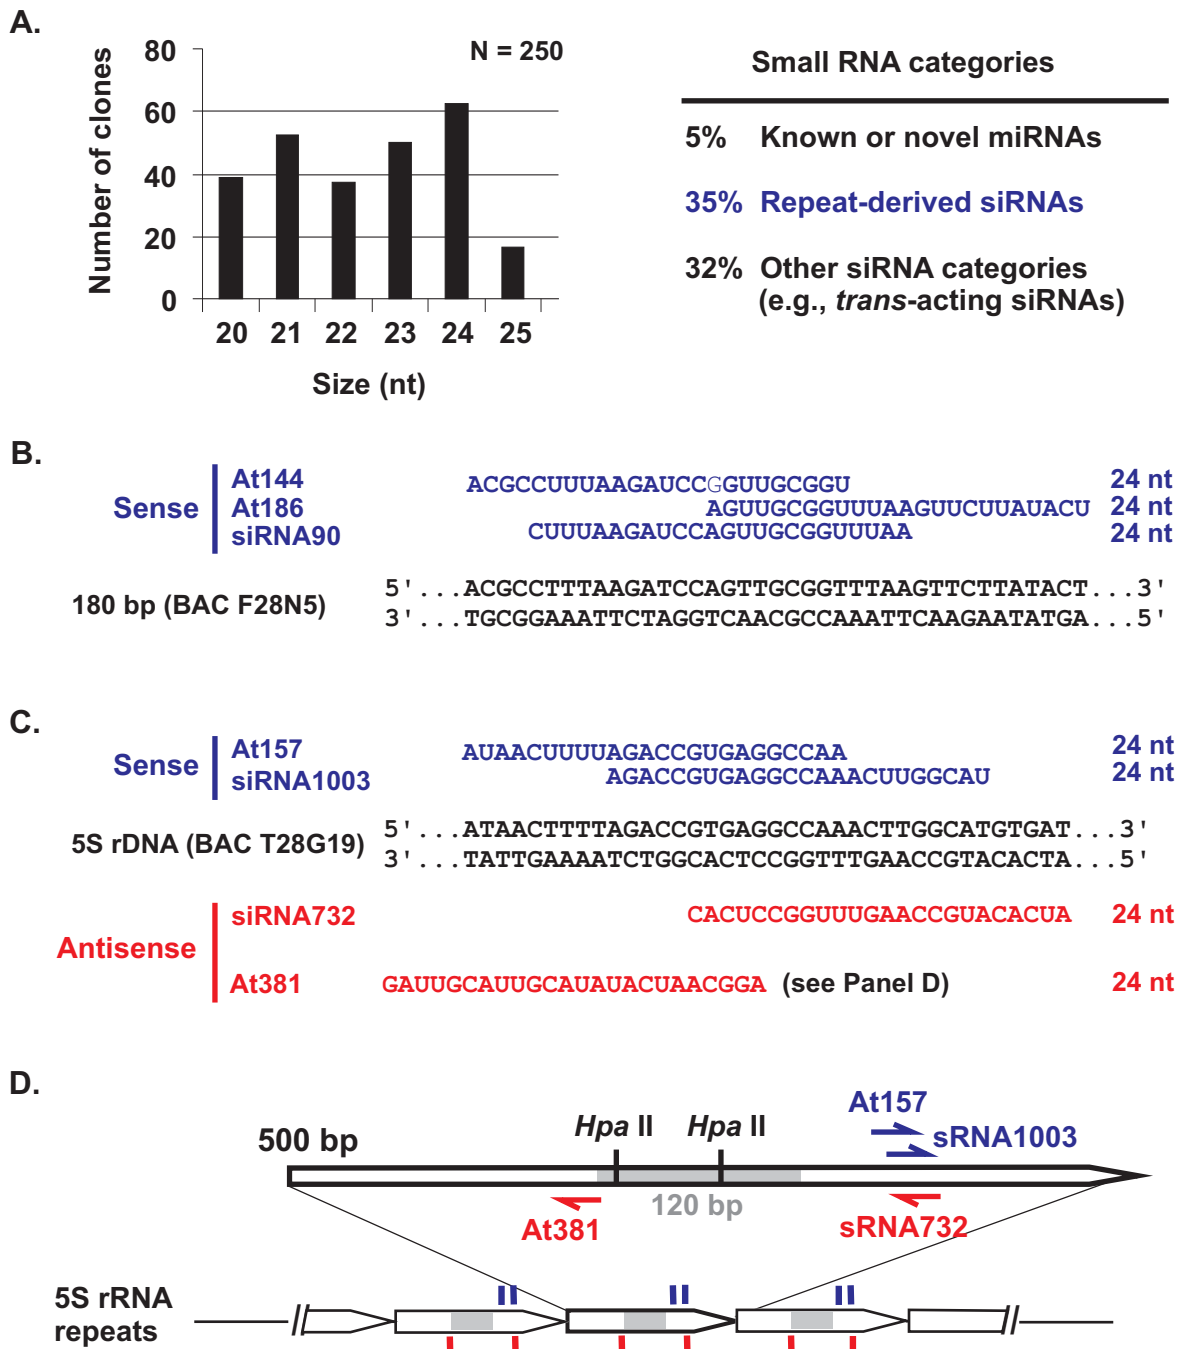 A.
Number of clones
80
60
40
20
0
N = 250
20 21 22 23 24 25
Size (nt)
Small RNA categories
5% Known or novel miRNAs
35% Repeat-derived siRNAs
32% Other siRNA categories
(e.g., trans-acting siRNAs)
B.
Sense
At144 ACGCCUUUAAGAUCCGGUUGCGGU 24 nt
At186 AGUUGCGGUUUAAGUUCUUAUACU 24 nt
siRNA90 CUUUAAGAUCCAGUUGCGGUUUAA 24 nt
180 bp (BAC F28N5)
5'...ACGCCTTTAAGATCCAGTTGCGGTTTAAGTTCTTATACT...3'
3'...TGCGGAAATTCTAGGTCAACGCCAAATTCAAGAATATGA...5'
C.
Sense
At157 AUAACUUUUAGACCGUGAGGCCAA 24 nt
siRNA1003 AGACCGUGAGGCCAAACUUGGCAU 24 nt
5S rDNA (BAC T28G19)
5'...ATAACTTTTAGACCGTGAGGCCAAACTTGGCATGTGAT...3'
3'...TATTGAAAATCTGGCACTCCGGTTTGAACCGTACACTA...5'
Antisense
siRNA732 CACUCCGGUUUGAACCGUACACUA 24 nt
At381 GAUUGCAUUGCAUAUACUAACGGA (see Panel D) 24 nt
D.
500 bp
Hpa II Hpa II
At157
sRNA1003
At381
120 bp
sRNA732
5S rRNA
repeats